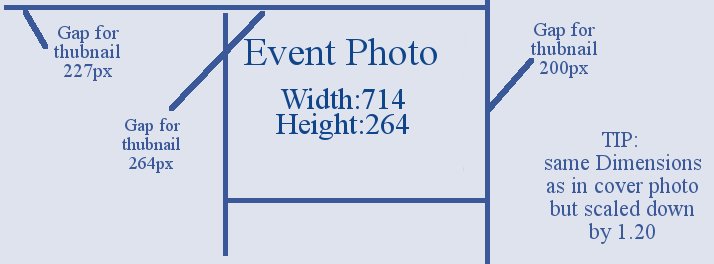 Gap for
thubnail
227px
Gap for
thubnail
264px
Event Photo
Width:714
Height:264
Gap for
thubnail
200px
TIP:
same Dimensions
as in cover photo
but scaled down
by 1.20